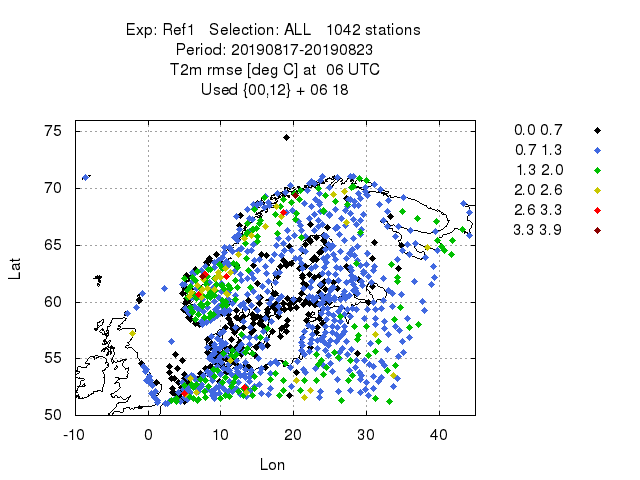 Exp: Ref1 Selection: ALL 1042 stations
Period: 20190817-20190823
T2m rmse [deg C] at 06 UTC
Used {00,12} + 06 18
0.0 0.7
0.7 1.3
1.3 2.0
2.0 2.6
2.6 3.3
3.3 3.9
75
70
65
60
55
50
Lat
-10 0 10 20 30 40
Lon